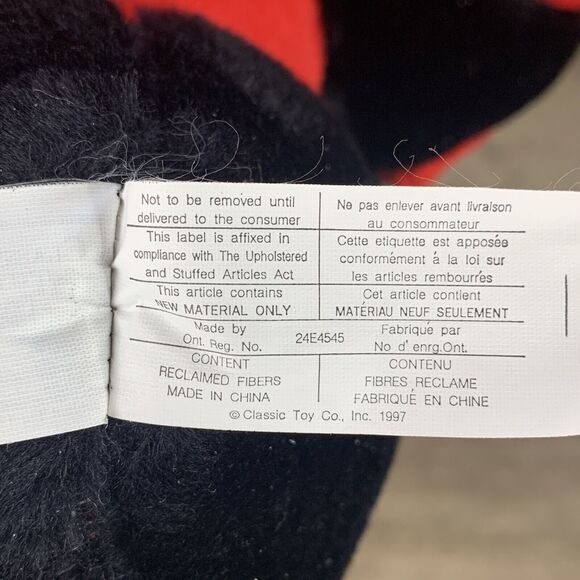 Not to be removed until
delivered to the consumer
Ne pas enlever avant livraison
au consommateur
This label is affixed in
compliance with The Upholstered
and Stuffed Articles Act
Cette etiquette est apposée
conformément à la loi sur
les articles rembourrés
This article contains
NEW MATERIAL ONLY
Cet article contient
MATÉRIAU NEUF SEULEMENT
Made by
Ont. Reg. No.
24E4545
Fabriqué par
No d'enrg.Ont.
CONTENT
RECLAIMED FIBERS
MADE IN CHINA
CONTENU
FIBRES RECLAME
FABRIQUÉ EN CHINE
© Classic Toy Co., Inc. 1997